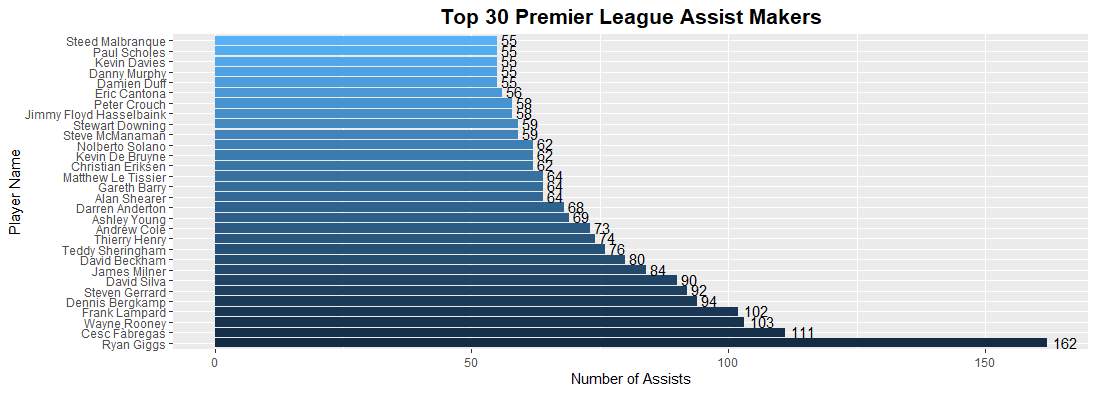 Top 30 Premier League Assist Makers
Player Name
Steed Malbranque 55
Paul Scholes 55
Kevin Davies 55
Danny Murphy 55
Damien Duff 55
Eric Cantona 56
Peter Crouch 58
Jimmy Floyd Hasselbaink 58
Stewart Downing 59
Steve McManaman 59
Nolberto Solano 62
Kevin De Bruyne 62
Christian Eriksen 62
Matthew Le Tissier 64
Gareth Barry 64
Alan Shearer 64
Darren Anderton 68
Ashley Young 69
Andrew Cole 73
Thierry Henry 74
Teddy Sheringham 76
David Beckham 80
James Milner 84
David Silva 90
Steven Gerrard 92
Dennis Bergkamp 94
Frank Lampard 102
Wayne Rooney 103
Cesc Fàbregas 111
Ryan Giggs 162
0 50 100 150
Number of Assists